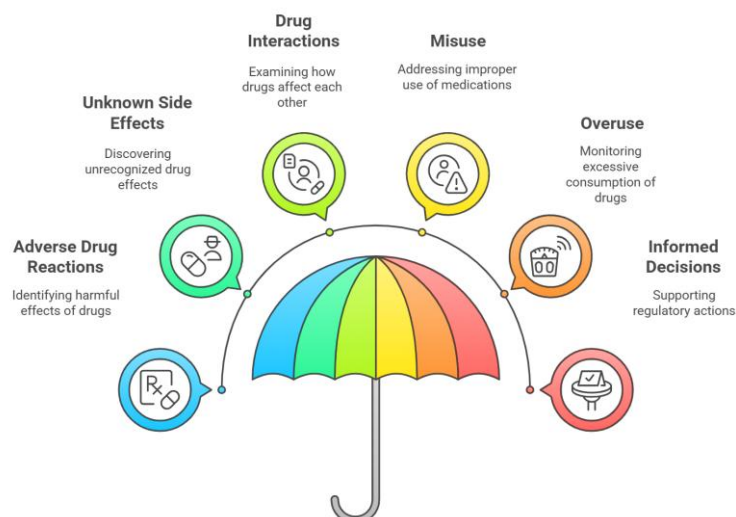 Drug
Interactions
Examining how
drugs affect each
other
Misuse
Addressing improper
use of medications
Unknown Side
Effects
Discovering
unrecognized drug
effects
Overuse
Monitoring
excessive
consumption of
drugs
Adverse Drug
Reactions
Identifying harmful
effects of drugs
Informed
Decisions
Supporting
regulatory actions
Rx